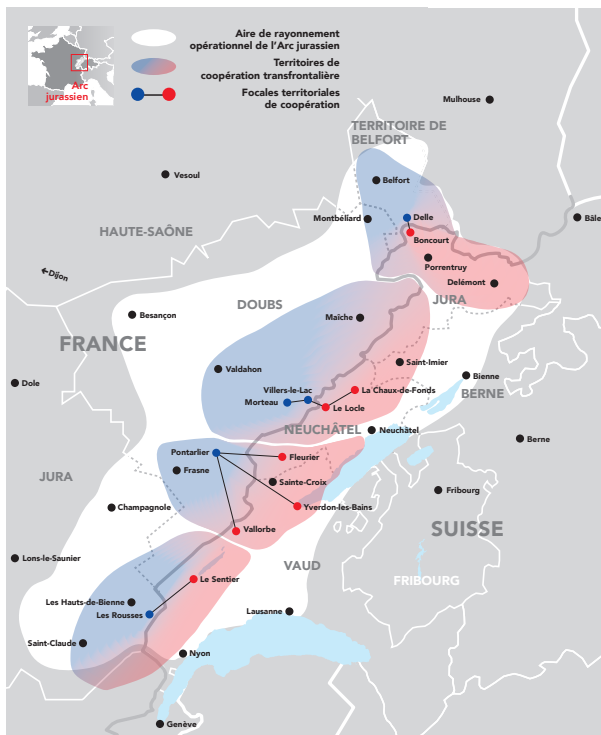 Aire de rayonnement
opérationnel de l'Arc jurassien
Territoires de
coopération transfrontalière
Arc
jurassien
Focales territoriales
de coopération
Mulhouse
TERRITOIRE DE
BELFORT
Vesoul
Belfort
Montbéliard
Delle
Bâle
HAUTE-SAÔNE
Boncourt
Porrentruy
←Dijon
Delémont
JURA
DOUBS
Besançon
Maîche
FRANCE
Saint-Imier
Valdahon
Bienne
Dole
Villers-le-Lac
La Chaux-de-Fonds
BERNE
Morteau
Le Locle
NEUCHÂTEL
Neuchâtel
Berne
Pontarlier
Fleurier
Frasne
JURA
Sainte-Croix
Fribourg
Champagnole
Yverdon-les-Bains
Vallorbe
SUISSE
Lons-le-Saunier
VAUD
Le Sentier
FRIBOURG
Les Hauts-de-Bienne
Les Rousses
Lausanne
Saint-Claude
Nyon
Genève